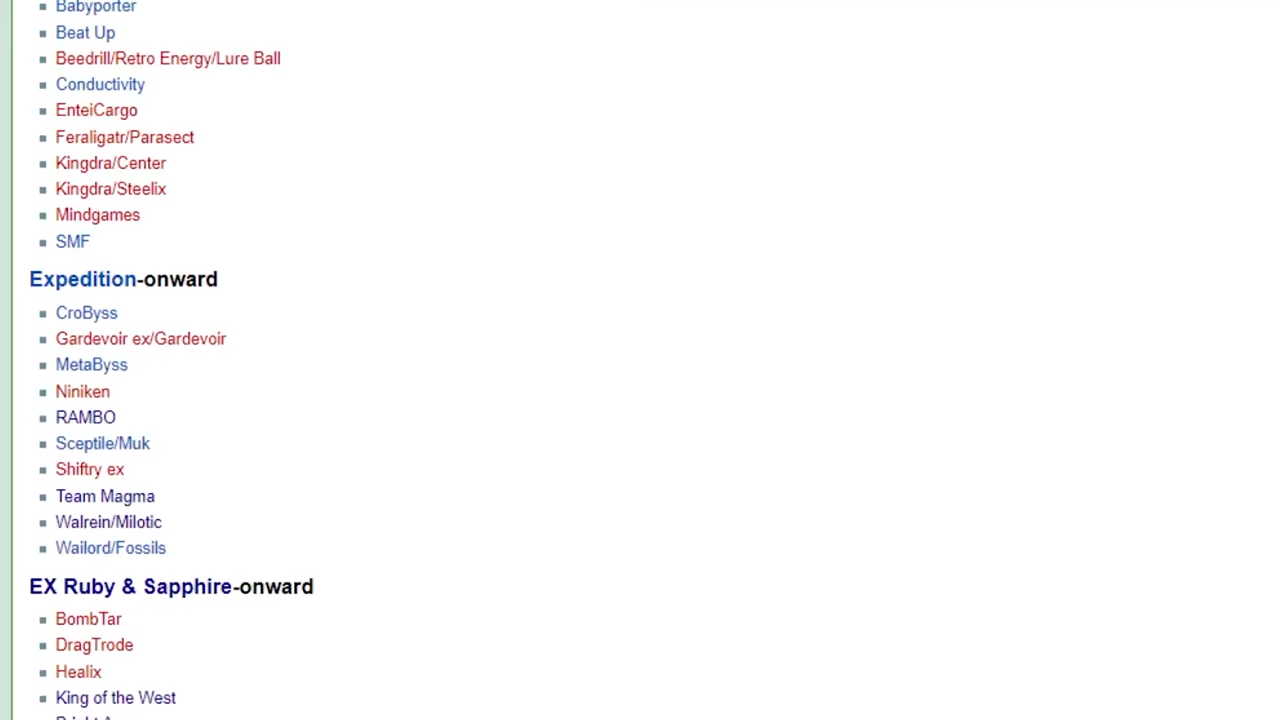 Babyporter
Beat Up
Beedrill/Retro Energy/Lure Ball
Conductivity
EnteiCargo
Feraligatr/Parasect
Kingdra/Center
Kingdra/Steelix
Mindgames
SMF
Expedition-onward
CroByss
Gardevoir ex/Gardevoir
MetaByss
Niniken
RAMBO
Sceptile/Muk
Shiftry ex
Team Magma
Walrein/Milotic
Wailord/Fossils
EX Ruby & Sapphire-onward
BombTar
DragTrode
Healix
King of the West